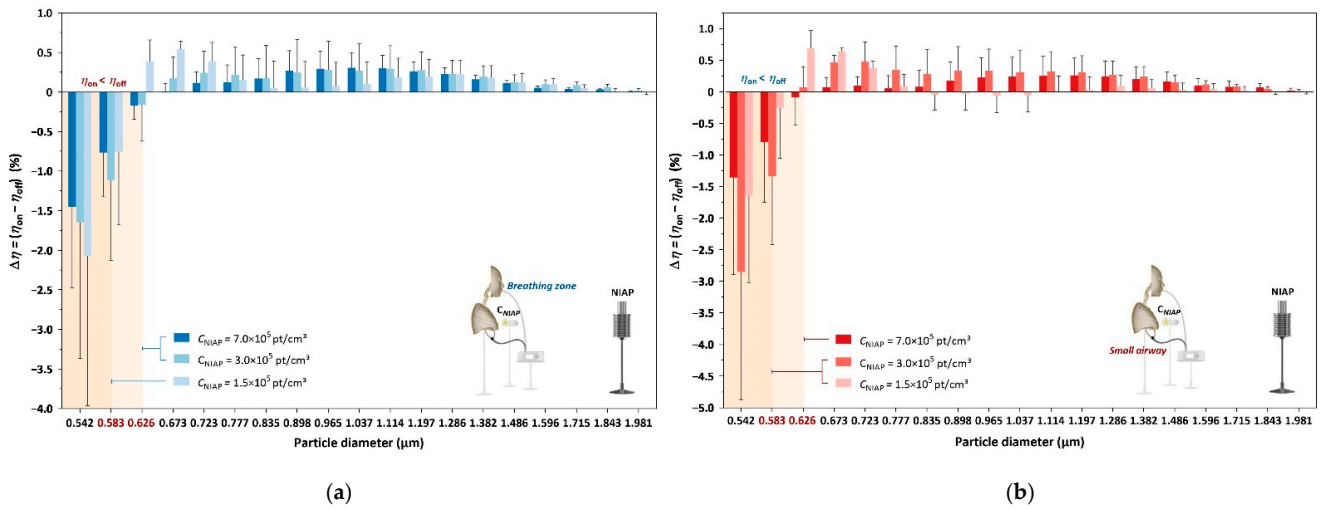 1.0
0.5
0.0
−0.5
−1.0
−1.5
−2.0
−2.5
−3.0
−3.5
−4.0
Δη = (ηon − ηoff) (%)
ηon < ηoff
Breathing zone
CNIAP
NIAP
CNIAP = 7.0×10⁵ pt/cm³
CNIAP = 3.0×10⁵ pt/cm³
CNIAP = 1.5×10⁵ pt/cm³
0.542 0.583 0.626 0.673 0.723 0.777 0.835 0.898 0.965 1.037 1.114 1.197 1.286 1.382 1.486 1.596 1.715 1.843 1.981
Particle diameter (μm)
(a)
1.0
0.5
0.0
−0.5
−1.0
−1.5
−2.0
−2.5
−3.0
−3.5
−4.0
−4.5
−5.0
Δη = (ηon − ηoff) (%)
ηon < ηoff
CNIAP
Small airway
NIAP
CNIAP = 7.0×10⁵ pt/cm³
CNIAP = 3.0×10⁵ pt/cm³
CNIAP = 1.5×10⁵ pt/cm³
0.542 0.583 0.626 0.673 0.723 0.777 0.835 0.898 0.965 1.037 1.114 1.197 1.286 1.382 1.486 1.596 1.715 1.843 1.981
Particle diameter (μm)
(b)